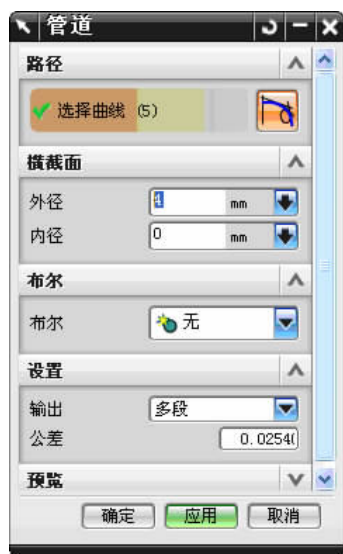 管道
路径
选择曲线 (5)
横截面
外径 4 mm
内径 0 mm
布尔
布尔 无
设置
输出 多段
公差 0.0254(
预览
确定 应用 取消